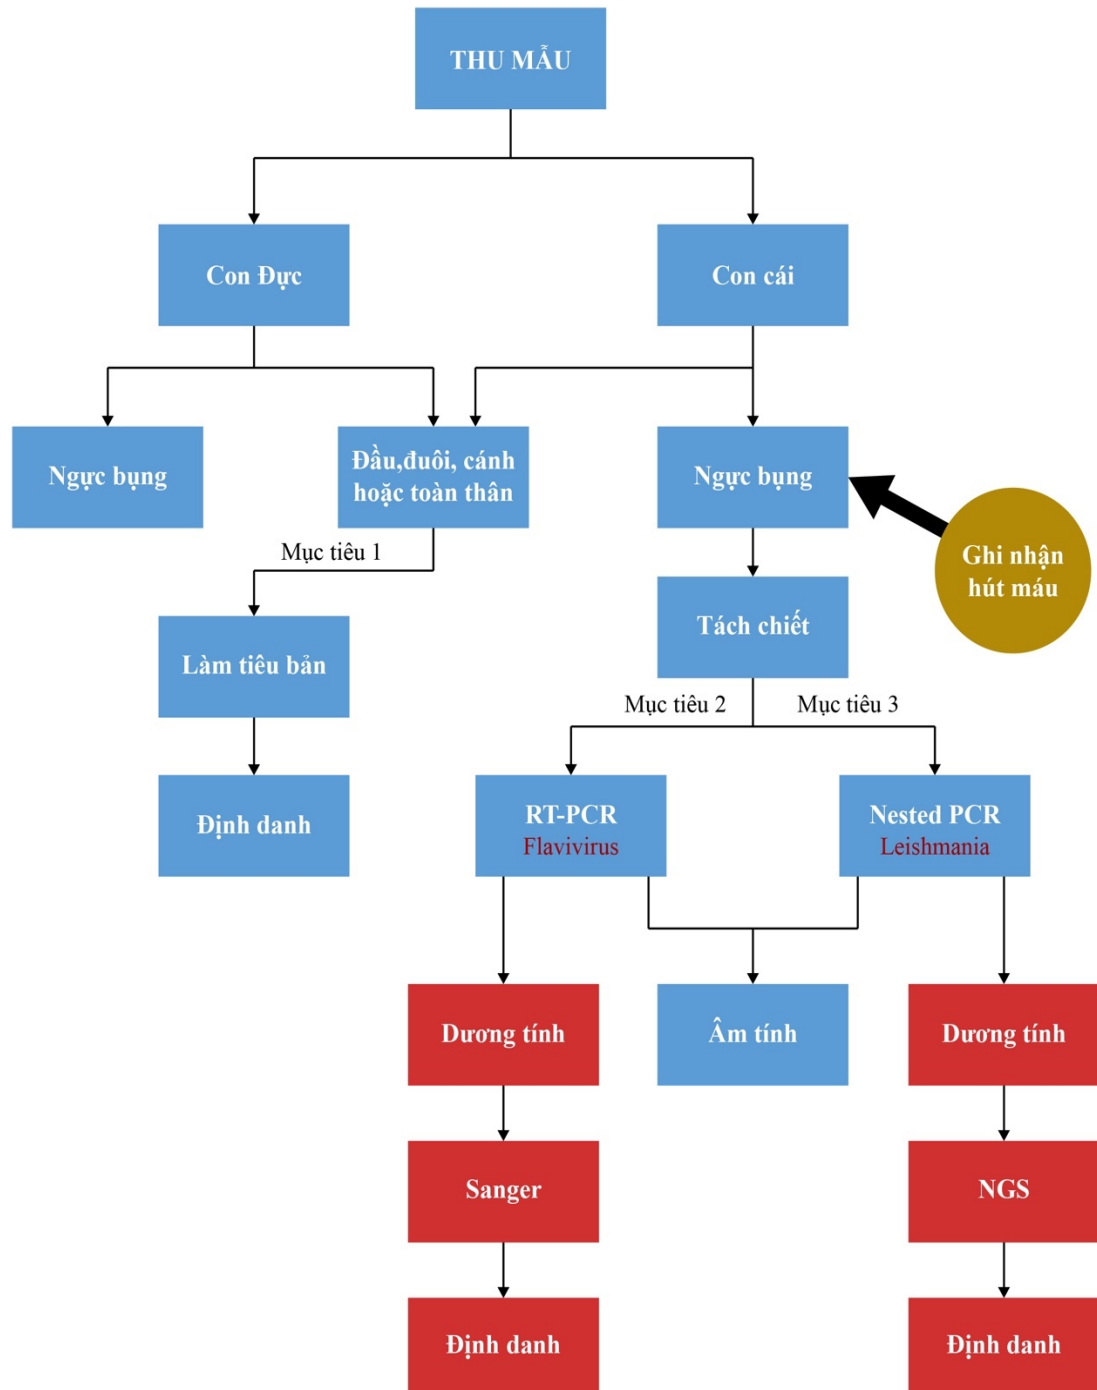 THU MẪU
Con Đực
Con cái
Ngực bụng
Đầu,đuôi, cánh
hoặc toàn thân
Ngực bụng
Ghi nhận
hút máu
Mục tiêu 1
Làm tiêu bản
Tách chiết
Mục tiêu 2
Mục tiêu 3
Định danh
RT-PCR
Flavivirus
Nested PCR
Leishmania
Dương tính
Âm tính
Dương tính
Sanger
NGS
Định danh
Định danh